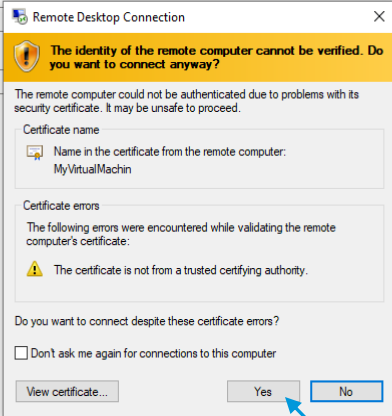 Remote Desktop Connection
The identity of the remote computer cannot be verified. Do
you want to connect anyway?
The remote computer could not be authenticated due to problems with its
security certificate. It may be unsafe to proceed.
Certificate name
Name in the certificate from the remote computer:
MyVirtualMachin
Certificate errors
The following errors were encountered while validating the remote
computer's certificate:
The certificate is not from a trusted certifying authority.
Do you want to connect despite these certificate errors?
Don't ask me again for connections to this computer
View certificate... Yes No